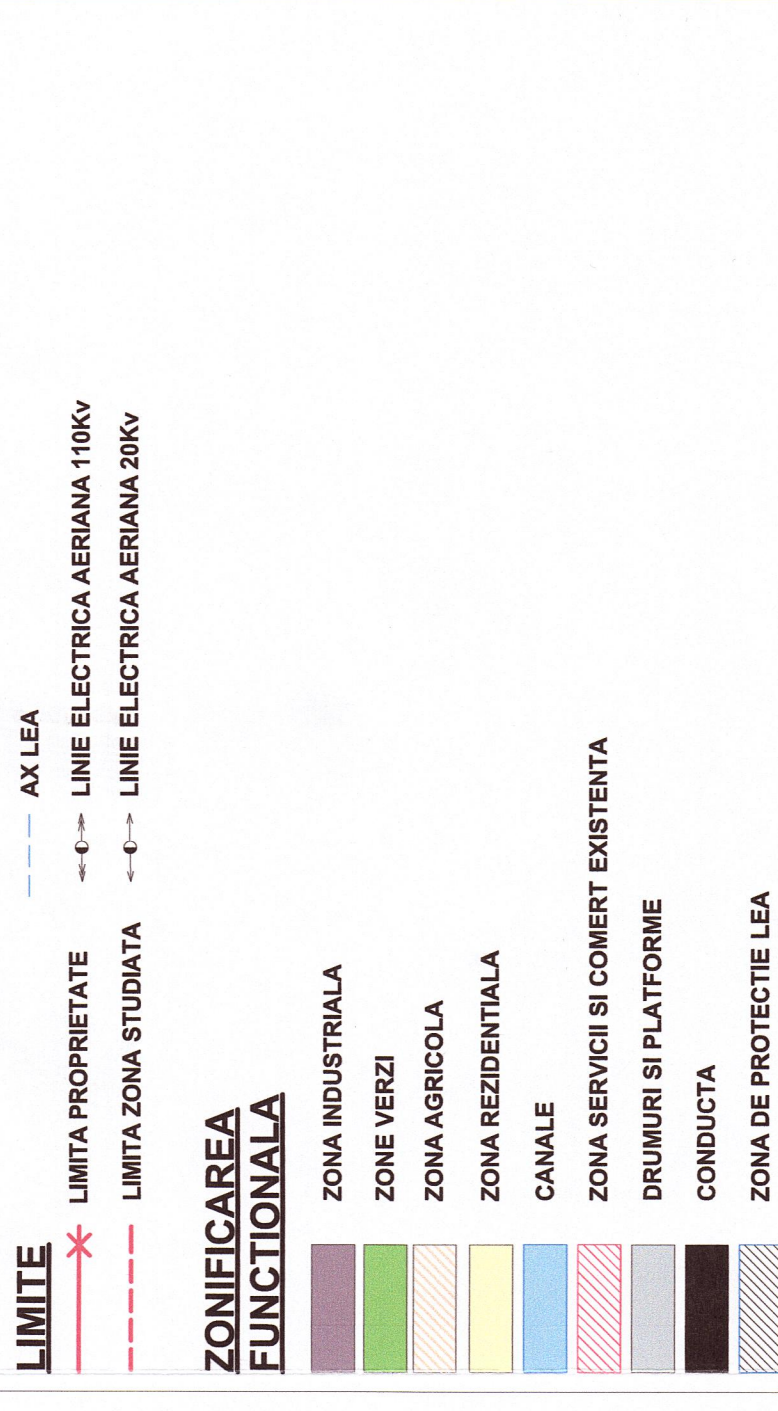 LIMITE
LIMITA PROPRIETATE
LIMITA ZONA STUDIATA
AX LEA
LINIE ELECTRICA AERIANA 110Kv
LINIE ELECTRICA AERIANA 20Kv
ZONIFICAREA
FUNCTIONALA
ZONA INDUSTRIALA
ZONE VERZI
ZONA AGRICOLA
ZONA REZIDENTIALA
CANALE
ZONA SERVICII SI COMERT EXISTENTA
DRUMURI SI PLATFORME
CONDUCTA
ZONA DE PROTECTIE LEA